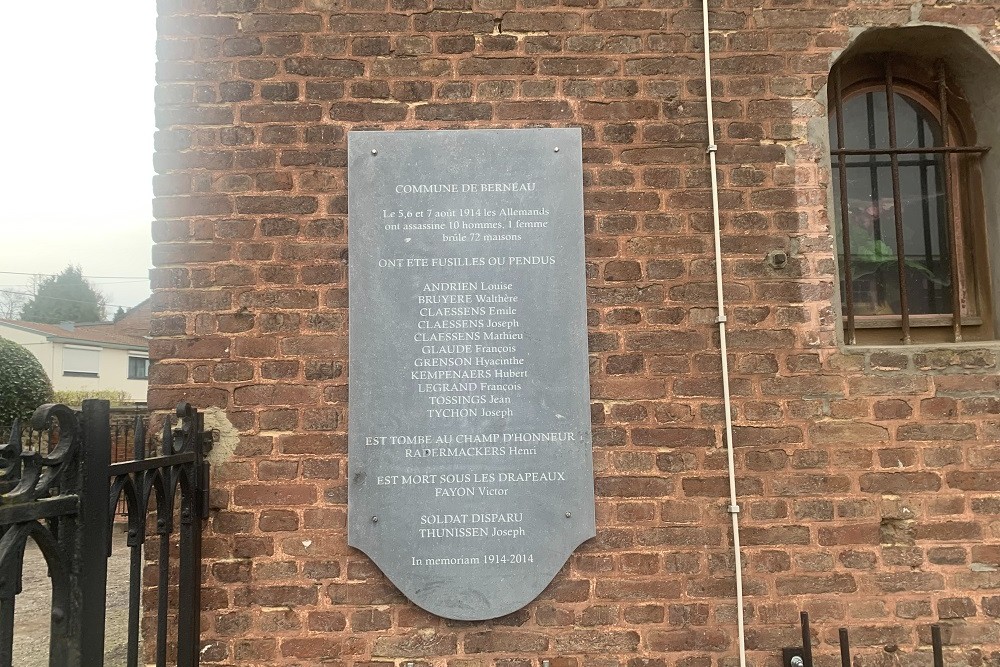 COMMUNE DE BERNEAU
Le 5,6 et 7 août 1914 les Allemands
ont assassine 10 hommes, 1 femme
brûle 72 maisons
ONT ETE FUSILLES OU PENDUS
ANDRIEN Louise
BRUYERE Walthère
CLAESSENS Emile
CLAESSENS Joseph
CLAESSENS Mathieu
GLAUDE François
GRENSON Hyacinthe
KEMPENAERS Hubert
LEGRAND François
TOSSINGS Jean
TYCHON Joseph
EST TOMBE AU CHAMP D'HONNEUR
RADERMACKERS Henri
EST MORT SOUS LES DRAPEAUX
FAYON Victor
SOLDAT DISPARU
THUNISSEN Joseph
In memoriam 1914-2014